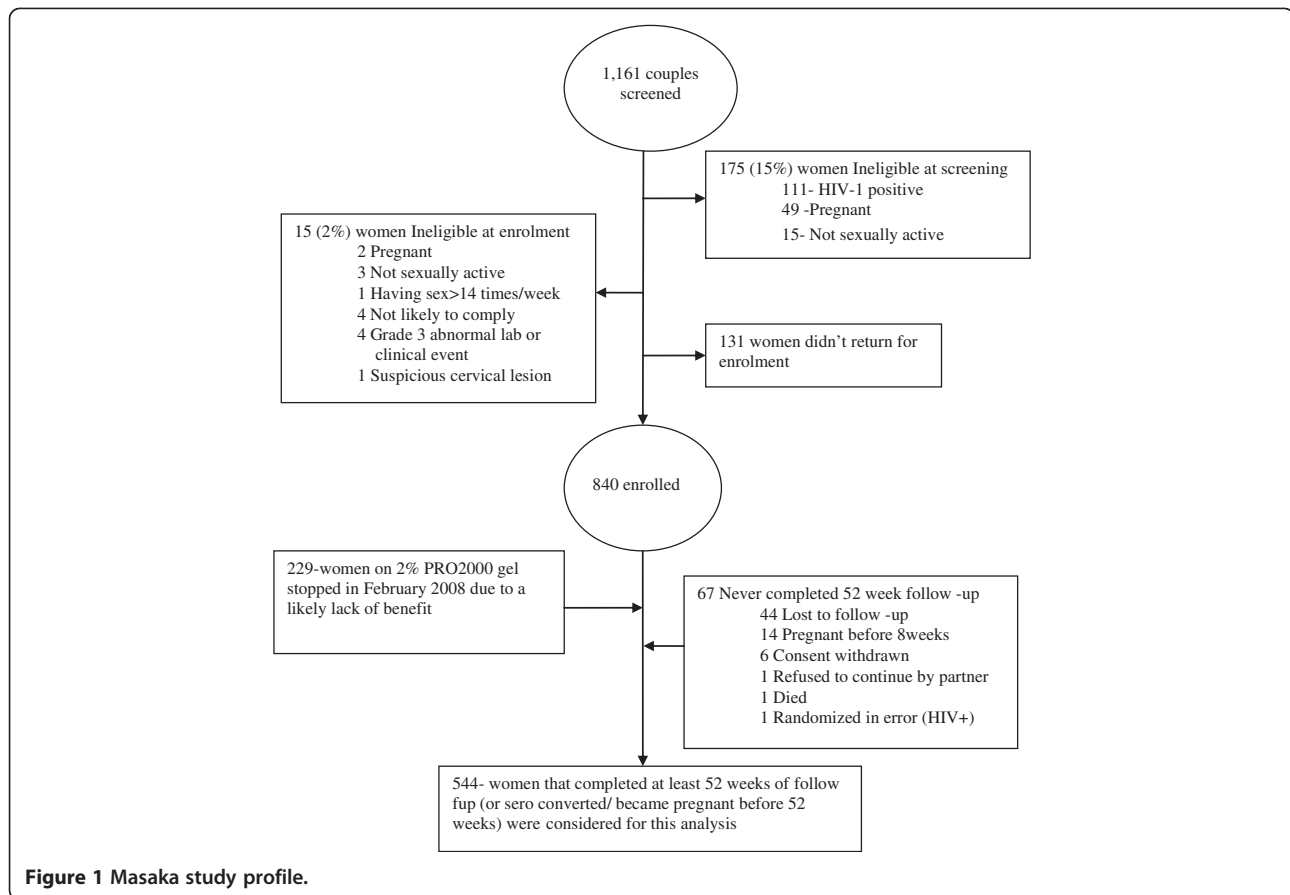 1,161 couples
screened
175 (15%) women Ineligible at screening
111- HIV-1 positive
49 -Pregnant
15- Not sexually active
15 (2%) women Ineligible at enrolment
2 Pregnant
3 Not sexually active
1 Having sex>14 times/week
4 Not likely to comply
4 Grade 3 abnormal lab or
clinical event
1 Suspicious cervical lesion
131 women didn't return for
enrolment
840 enrolled
229-women on 2% PRO2000 gel
stopped in February 2008 due to a
likely lack of benefit
67 Never completed 52 week follow -up
44 Lost to follow -up
14 Pregnant before 8weeks
6 Consent withdrawn
1 Refused to continue by partner
1 Died
1 Randomized in error (HIV+)
544- women that completed at least 52 weeks of follow
fup (or sero converted/ became pregnant before 52
weeks) were considered for this analysis
Figure 1 Masaka study profile.